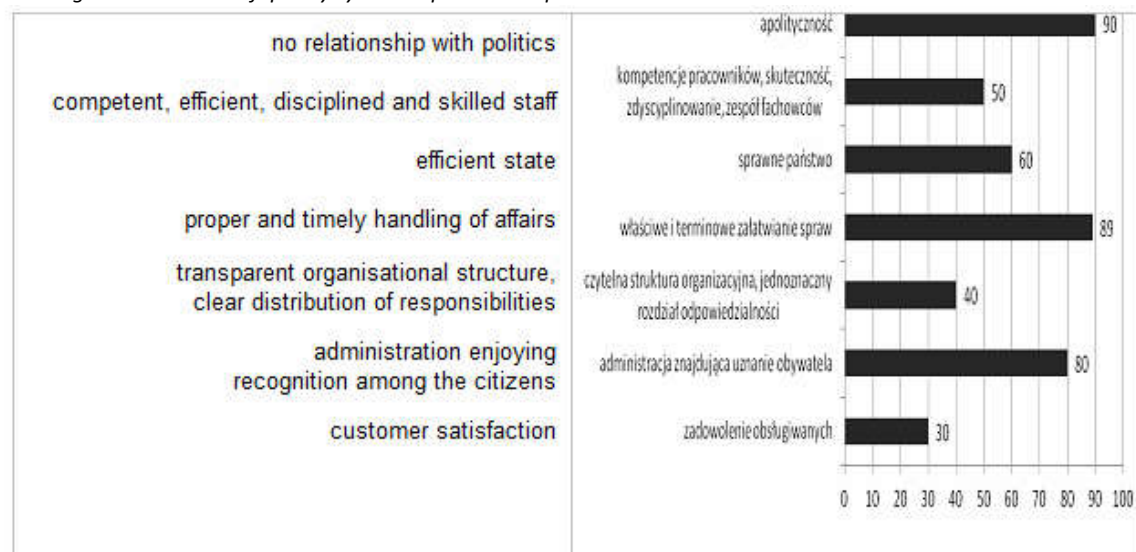 no relationship with politics
competent, efficient, disciplined and skilled staff
efficient state
proper and timely handling of affairs
transparent organisational structure,
clear distribution of responsibilities
administration enjoying
recognition among the citizens
customer satisfaction
apolityczność
90
kompetencje pracowników, skuteczność,
zdyscyplinowanie, zespół fachowców
50
sprawne państwo
60
właściwe i terminowe załatwianie spraw
89
czytelna struktura organizacyjna, jednoznaczny
rozdział odpowiedzialności
40
administracja znajdująca uznanie obywatela
80
zadowolenie obsługiwanych
30
0 10 20 30 40 50 60 70 80 90 100